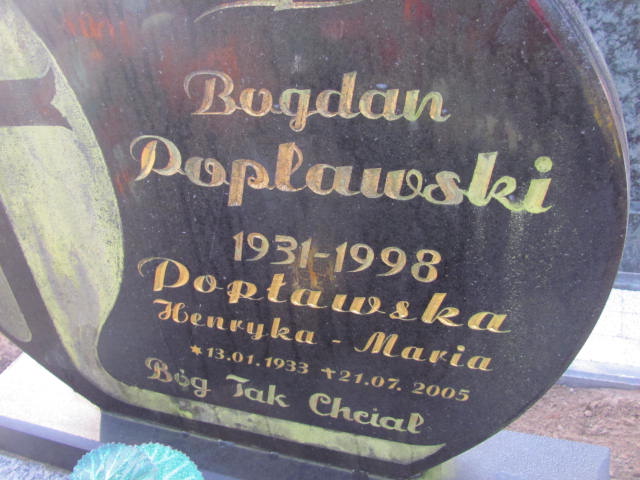 Bogdan
Popławski
1931-1998
Popławska
Henryka - Maria
*13.01.1933 +21.07.2005
Bóg Tak Chciał